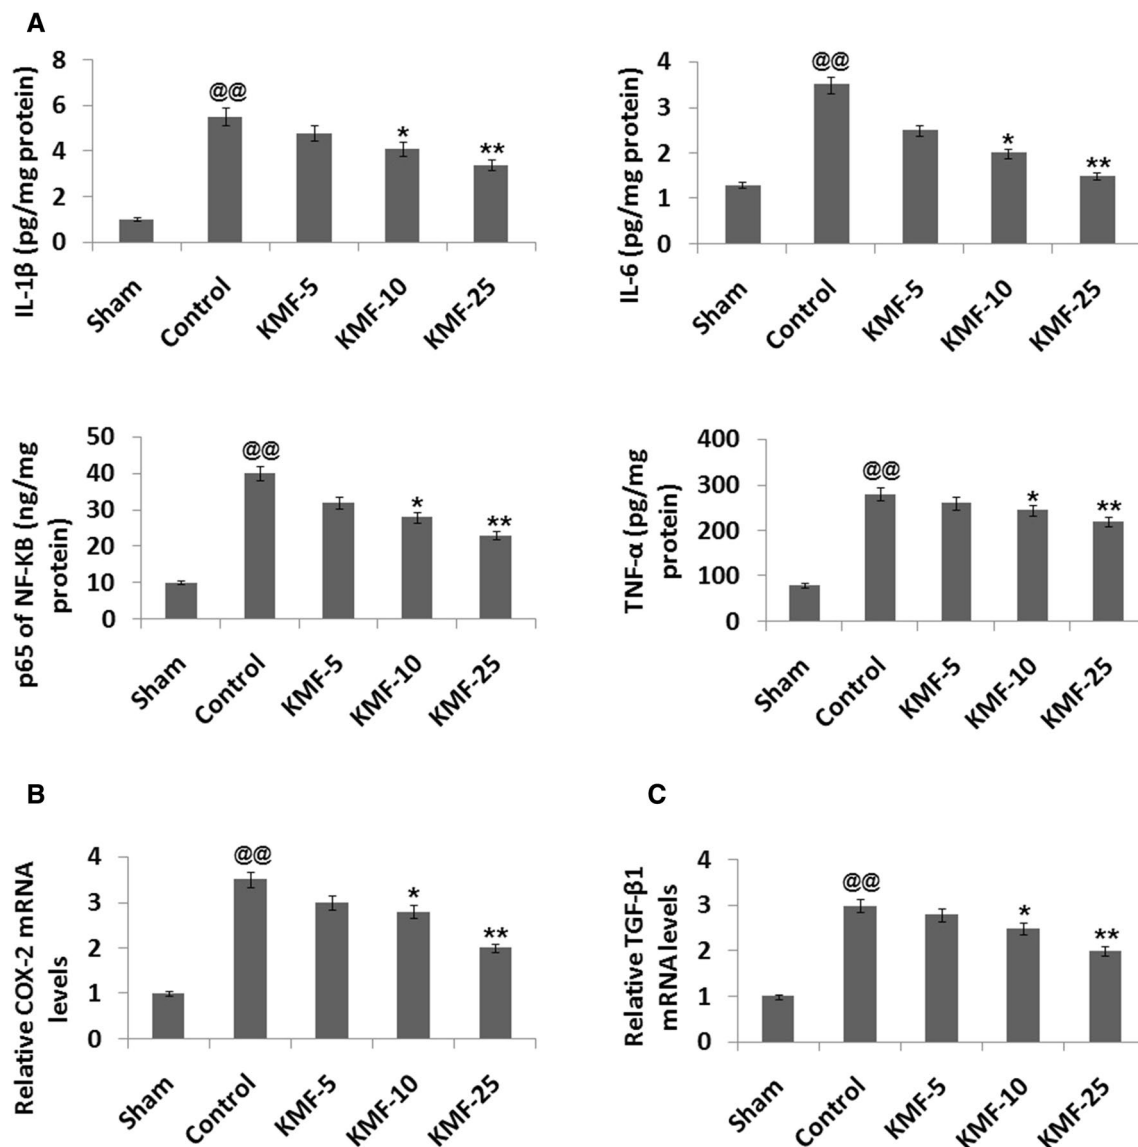 A
IL-1β (pg/mg protein)
8
6
4
2
0
@@
*
**
Sham
Control
KMF-5
KMF-10
KMF-25
IL-6 (pg/mg protein)
4
3
2
1
0
@@
*
**
Sham
Control
KMF-5
KMF-10
KMF-25
p65 of NF-KB (ng/mg
protein)
50
40
30
20
10
0
@@
*
**
Sham
Control
KMF-5
KMF-10
KMF-25
TNF-α (pg/mg
protein)
400
300
200
100
0
@@
*
**
Sham
Control
KMF-5
KMF-10
KMF-25
B
Relative COX-2 mRNA
levels
4
3
2
1
0
@@
*
**
Sham
Control
KMF-5
KMF-10
KMF-25
C
Relative TGF-β1
mRNA levels
4
3
2
1
0
@@
*
**
Sham
Control
KMF-5
KMF-10
KMF-25